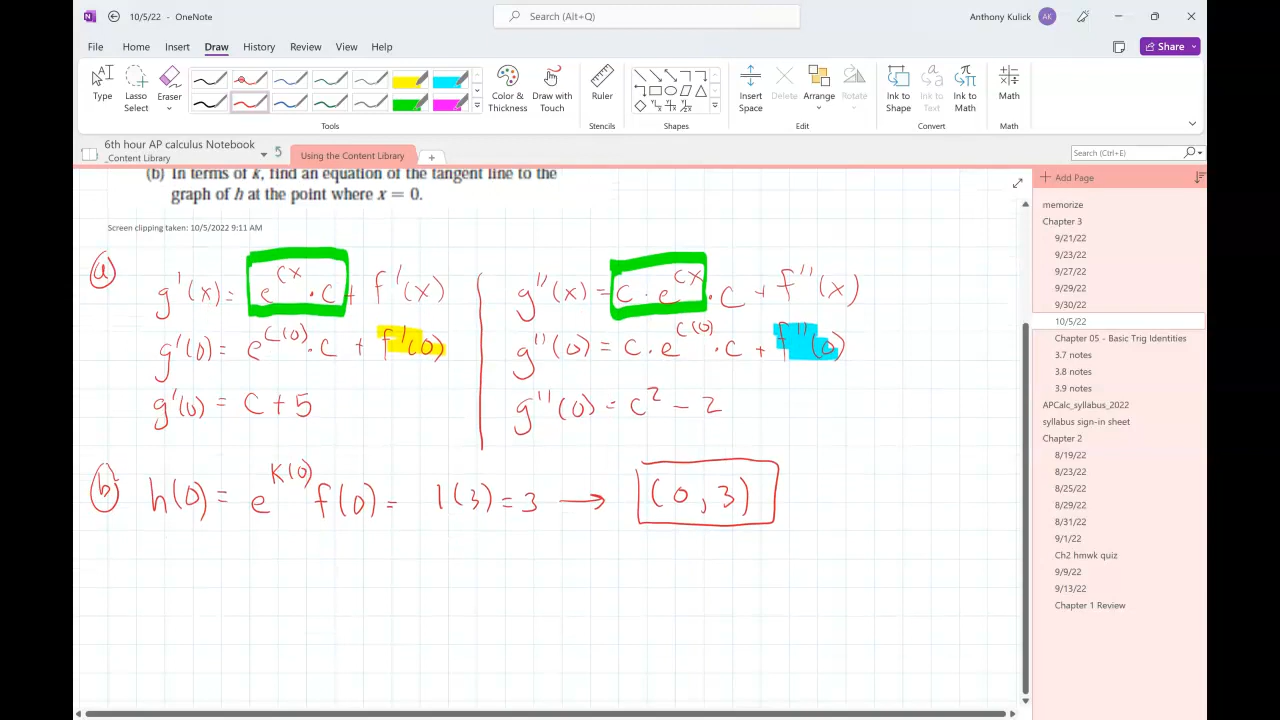 10/5/22 - OneNote
Search (Alt+Q)
Anthony Kulick
AK
File Home Insert Draw History Review View Help
Share
Type
Lasso Select
Eraser
Color & Thickness
Draw with Touch
Ruler
Insert Space
Delete
Arrange
Rotate
Ink to Shape
Ink to Text
Ink to Math
Math
Tools
Stencils
Shapes
Edit
Convert
Math
6th hour AP calculus Notebook
_Content Library
Using the Content Library
+
Search (Ctrl+E)
(b) In terms of k, find an equation of the tangent line to the
graph of h at the point where x = 0.
Screen clipping taken: 10/5/2022 9:11 AM
(a)
g'(x) = e^{cx} · c + f'(x)
g''(x) = c · e^{cx} · c + f''(x)
g'(0) = e^{c(0)} · c + f'(0)
g''(0) = c · e^{c(0)} · c + f''(0)
g'(0) = c + 5
g''(0) = c² - 2
(b) h(0) = e^{k(0)} f(0) = 1(3) = 3 → (0, 3)
Add Page
memorize
Chapter 3
9/21/22
9/23/22
9/27/22
9/29/22
9/30/22
10/5/22
Chapter 05 - Basic Trig Identities
3.7 notes
3.8 notes
3.9 notes
APCalc_syllabus_2022
syllabus sign-in sheet
Chapter 2
8/19/22
8/23/22
8/25/22
8/29/22
8/31/22
9/1/22
Ch2 hmwk quiz
9/9/22
9/13/22
Chapter 1 Review